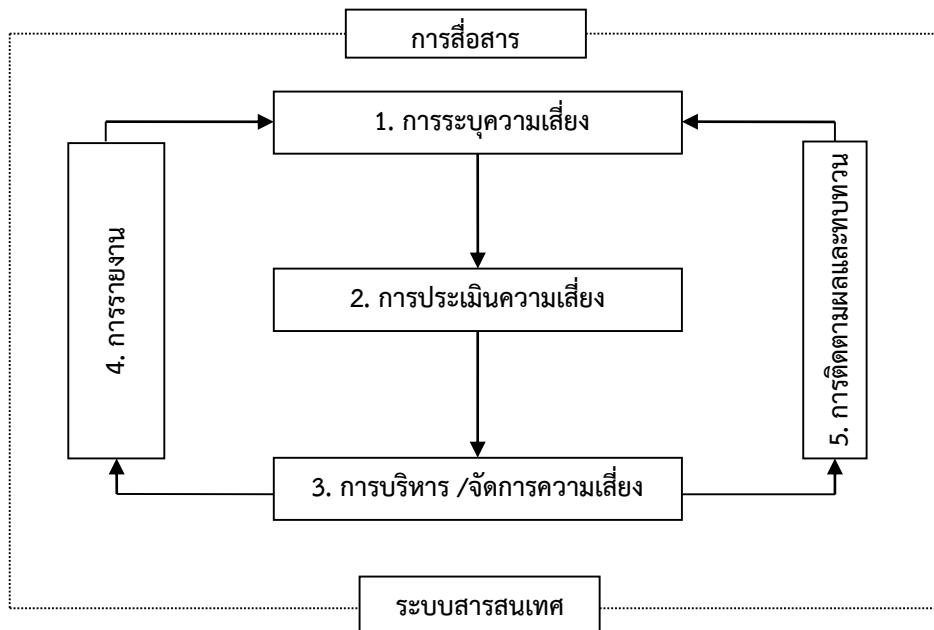 การสื่อสาร
1. การระบุความเสี่ยง
2. การประเมินความเสี่ยง
3. การบริหาร /จัดการความเสี่ยง
4. การรายงาน
5. การติดตามผลและทบทวน
ระบบสารสนเทศ